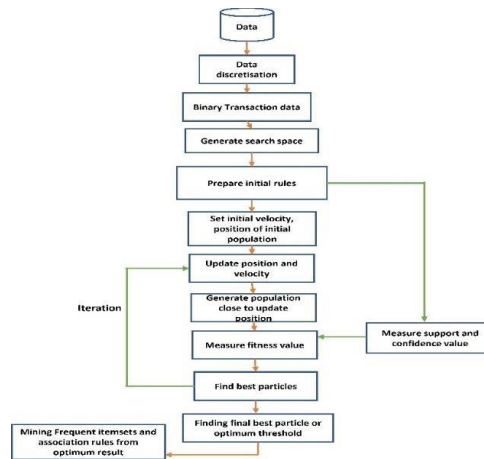 Data
Data
discretisation
Binary Transaction data
Generate search space
Prepare initial rules
Set initial velocity,
position of initial
population
Update position and
velocity
Iteration
Generate population
close to update
position
Measure fitness value
Measure support and
confidence value
Find best particles
Finding final best particle or
optimum threshold
Mining Frequent itemsets and
association rules from
optimum result